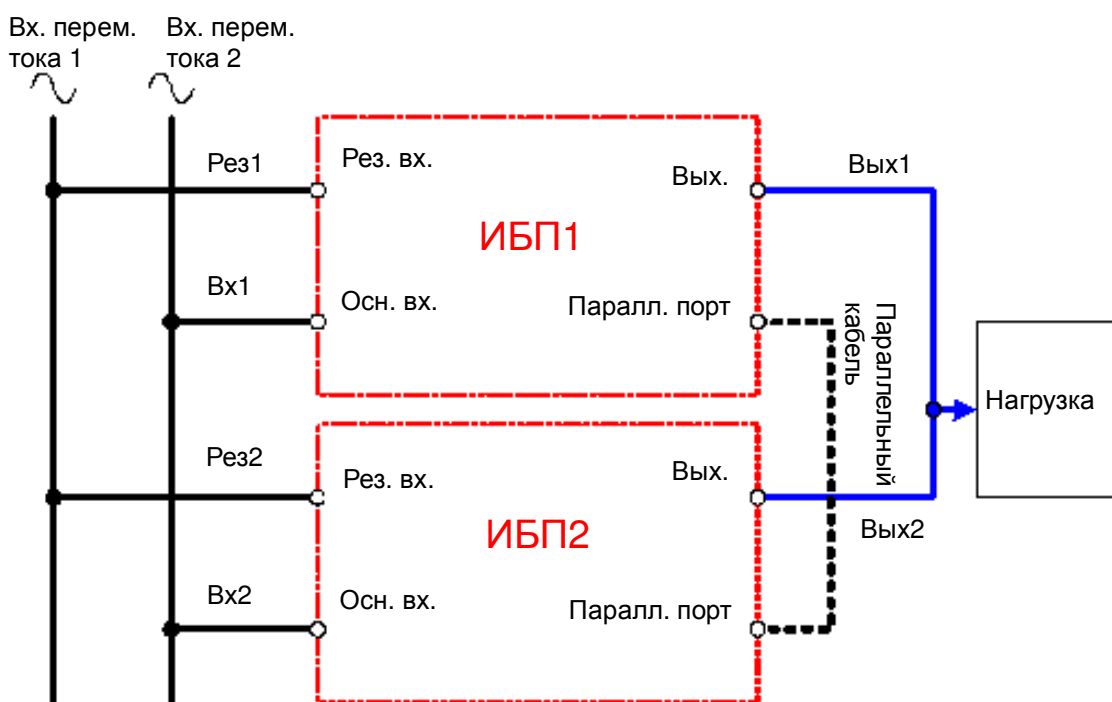 Вх. перем.
тока 1
Вх. перем.
тока 2
Рез1
Рез. вх.
Вых.
Вых1
ИБП1
Вх1
Осн. вх.
Паралл. порт
Параллельный
кабель
Нагрузка
Рез2
Рез. вх.
Вых.
Вых2
ИБП2
Вх2
Осн. вх.
Паралл. порт